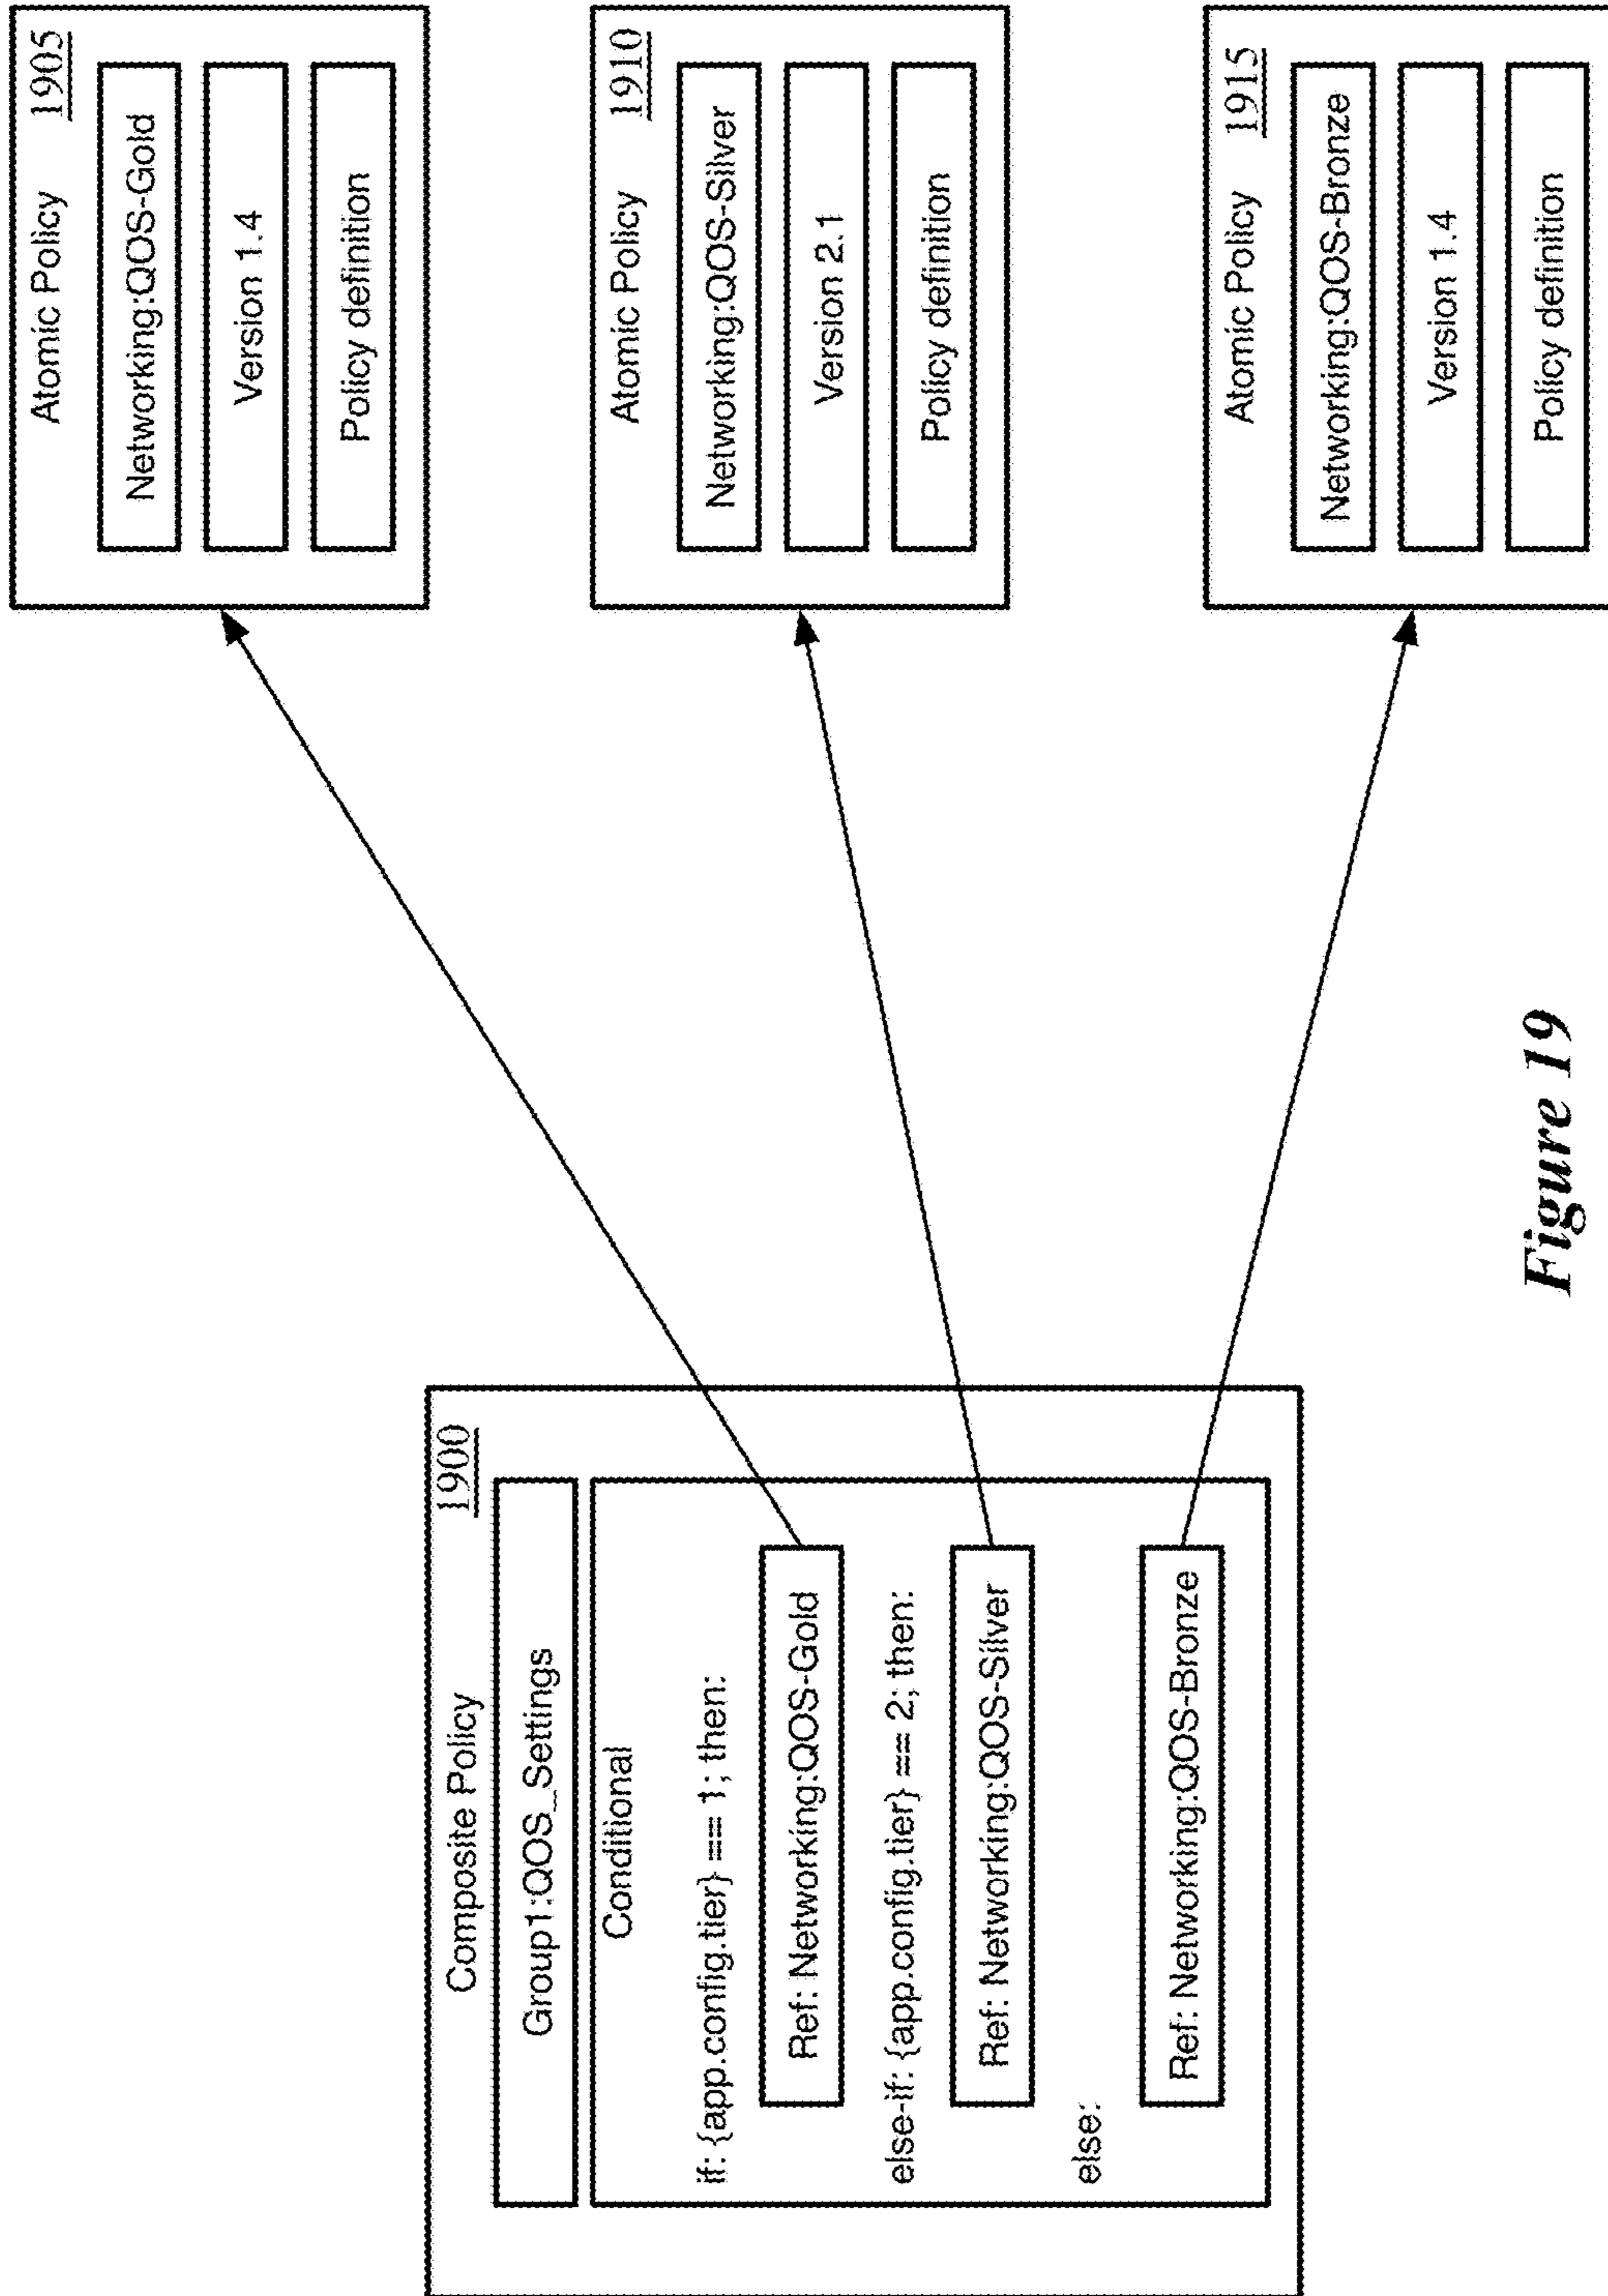 Composite Policy 1900
Group1:QOS_Settings
Conditional
if: {app.config.tier} == 1; then:
Ref: Networking:QOS-Gold
else-if: {app.config.tier} == 2; then:
Ref: Networking:QOS-Silver
else:
Ref: Networking:QOS-Bronze
Atomic Policy 1905
Networking:QOS-Gold
Version 1.4
Policy definition
Atomic Policy 1910
Networking:QOS-Silver
Version 2.1
Policy definition
Atomic Policy 1915
Networking:QOS-Bronze
Version 1.4
Policy definition
Figure 19